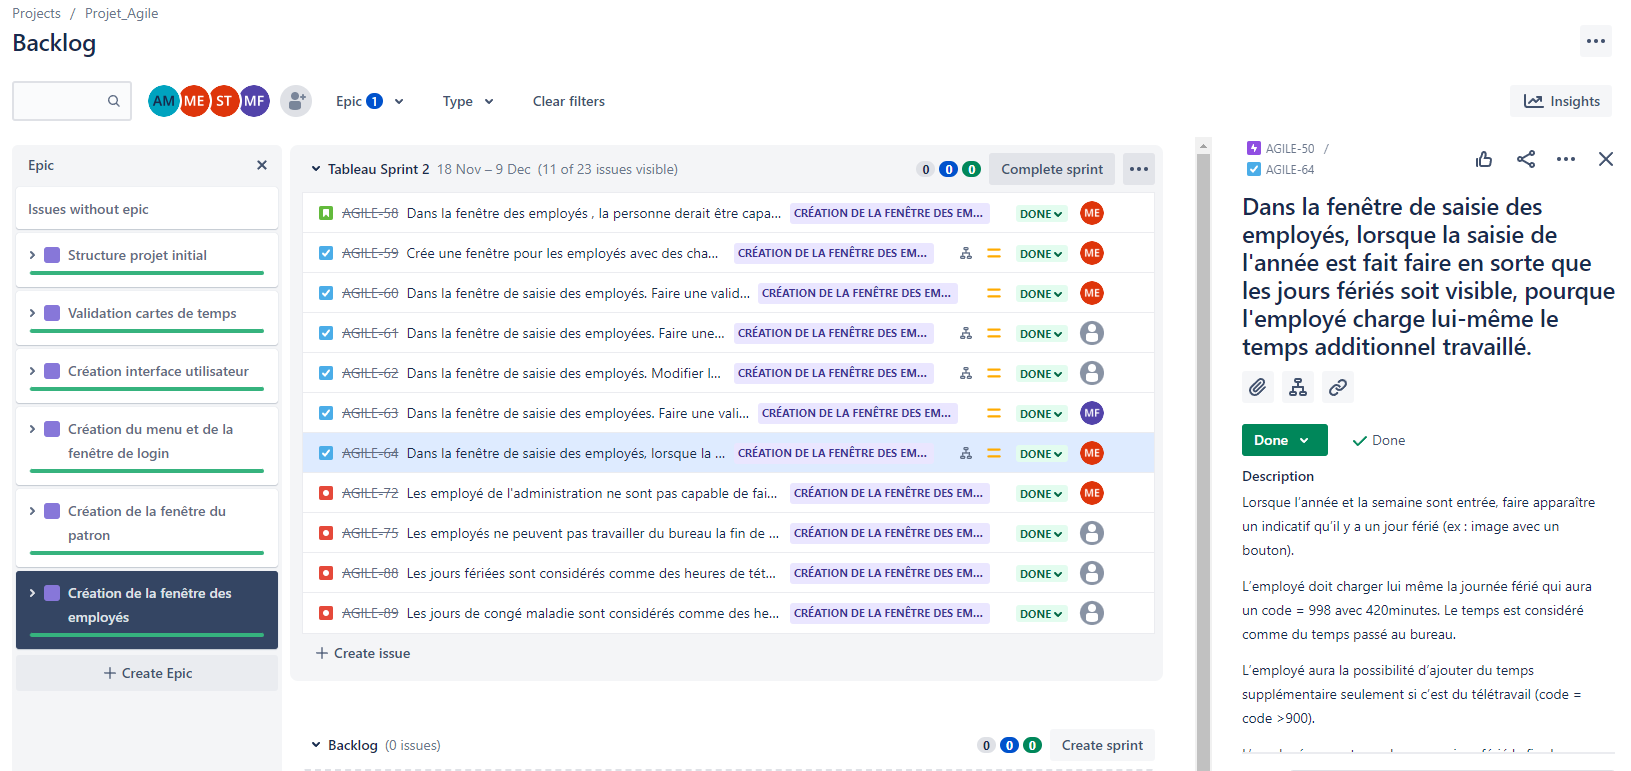 Projects / Projet_Agile
Backlog
AM ME ST MF
Epic 1
Type
Clear filters
Insights
Epic
Issues without epic
Structure projet initial
Validation cartes de temps
Création interface utilisateur
Création du menu et de la
fenêtre de login
Création de la fenêtre du
patron
Création de la fenêtre des
employés
+ Create Epic
Tableau Sprint 2 18 Nov – 9 Dec (11 of 23 issues visible) 0 0 0 Complete sprint
AGILE-58 Dans la fenêtre des employés , la personne derait être capa... CRÉATION DE LA FENÊTRE DES EM... DONE ME
AGILE-59 Crée une fenêtre pour les employés avec des cha... CRÉATION DE LA FENÊTRE DES EM... DONE ME
AGILE-60 Dans la fenêtre de saisie des employés. Faire une valid... CRÉATION DE LA FENÊTRE DES EM... DONE ME
AGILE-61 Dans la fenêtre de saisie des employées. Faire une... CRÉATION DE LA FENÊTRE DES EM... DONE
AGILE-62 Dans la fenêtre de saisie des employés. Modifier l... CRÉATION DE LA FENÊTRE DES EM... DONE
AGILE-63 Dans la fenêtre de saisie des employées. Faire une vali... CRÉATION DE LA FENÊTRE DES EM... DONE MF
AGILE-64 Dans la fenêtre de saisie des employés, lorsque la ... CRÉATION DE LA FENÊTRE DES EM... DONE ME
AGILE-72 Les employé de l'administration ne sont pas capable de fai... CRÉATION DE LA FENÊTRE DES EM... DONE ME
AGILE-75 Les employés ne peuvent pas travailler du bureau la fin de ... CRÉATION DE LA FENÊTRE DES EM... DONE
AGILE-88 Les jours fériées sont considérés comme des heures de tét... CRÉATION DE LA FENÊTRE DES EM... DONE
AGILE-89 Les jours de congé maladie sont considérés comme des he... CRÉATION DE LA FENÊTRE DES EM... DONE
+ Create issue
Backlog (0 issues) 0 0 0 Create sprint
AGILE-50 /
AGILE-64
Dans la fenêtre de saisie des
employés, lorsque la saisie de
l'année est fait faire en sorte que
les jours fériés soit visible, pourque
l'employé charge lui-même le
temps additionnel travaillé.
Done
Done
Description
Lorsque l'année et la semaine sont entrée, faire apparaître
un indicatif qu'il y a un jour férié (ex : image avec un
bouton).
L'employé doit charger lui même la journée férié qui aura
un code = 998 avec 420minutes. Le temps est considéré
comme du temps passé au bureau.
L'employé aura la possibilité d'ajouter du temps
supplémentaire seulement si c'est du télétravail (code =
code >900).